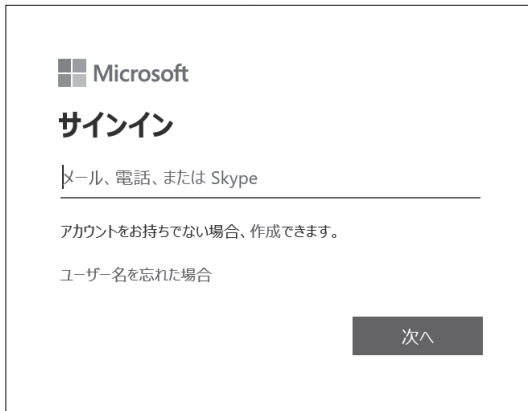 Microsoft
サインイン
メール、電話、または Skype
アカウントをお持ちでない場合、作成できます。
ユーザー名を忘れた場合
次へ